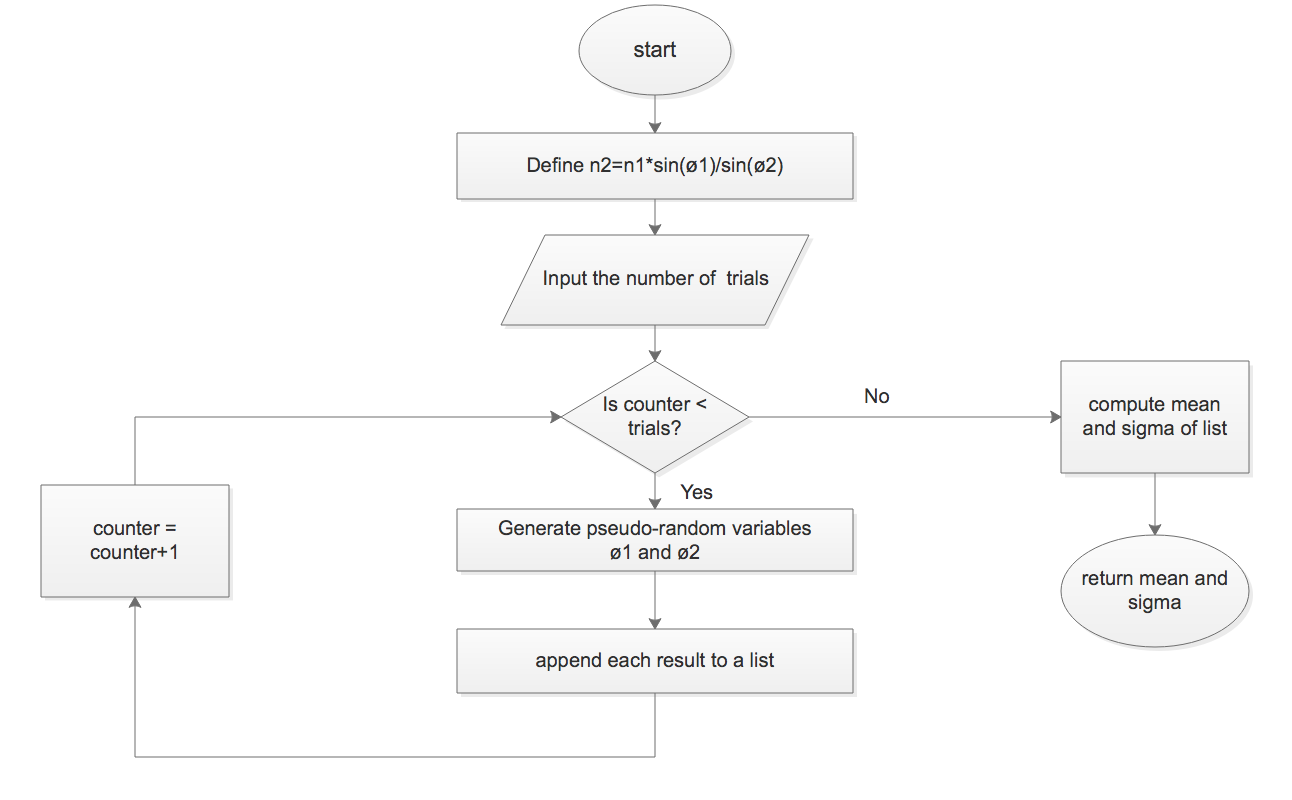 start
Define n2=n1*sin(ø1)/sin(ø2)
Input the number of  trials
Is counter <
trials?
No
compute mean
and sigma of list
Yes
Generate pseudo-random variables
ø1 and ø2
counter =
counter+1
return mean and
sigma
append each result to a list